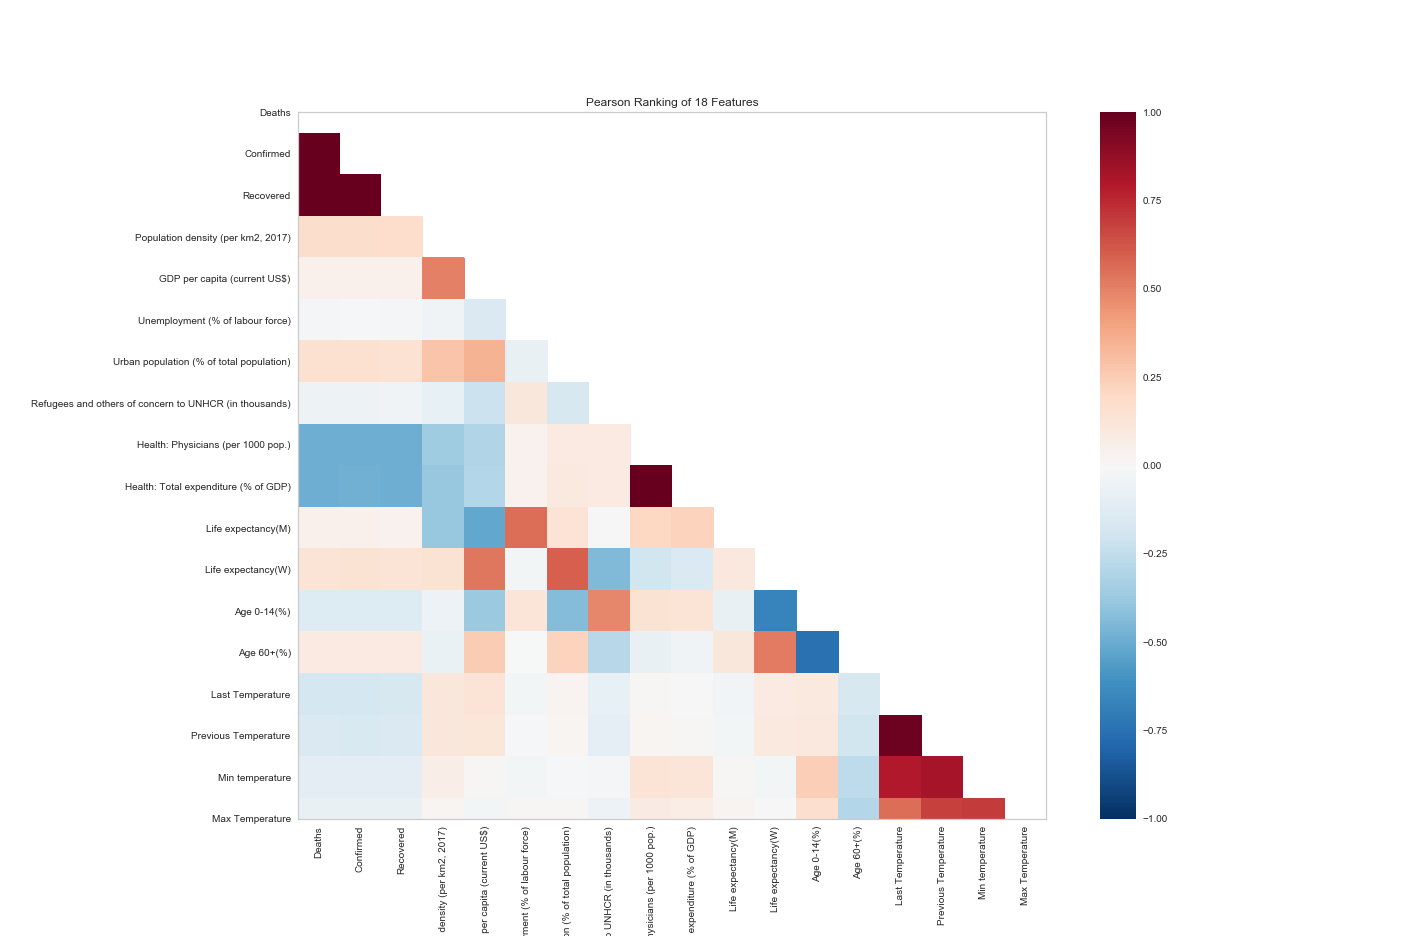 Pearson Ranking of 18 Features
Deaths
Confirmed
Recovered
Population density (per km2, 2017)
GDP per capita (current US$)
Unemployment (% of labour force)
Urban population (% of total population)
Refugees and others of concern to UNHCR (in thousands)
Health: Physicians (per 1000 pop.)
Health: Total expenditure (% of GDP)
Life expectancy(M)
Life expectancy(W)
Age 0-14(%)
Age 60+(%)
Last Temperature
Previous Temperature
Min temperature
Max Temperature
Deaths
Confirmed
Recovered
density (per km2, 2017)
per capita (current US$)
ment (% of labour force)
on (% of total population)
o UNHCR (in thousands)
hysicians (per 1000 pop.)
expenditure (% of GDP)
Life expectancy(M)
Life expectancy(W)
Age 0-14(%)
Age 60+(%)
Last Temperature
Previous Temperature
Min temperature
Max Temperature
1.00
0.75
0.50
0.25
0.00
−0.25
−0.50
−0.75
−1.00